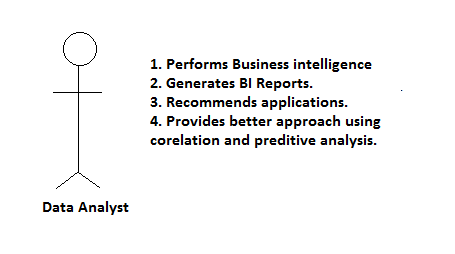 1. Performs Business intelligence
2. Generates BI Reports.
3. Recommends applications.
4. Provides better approach using
corelation and preditive analysis.
Data Analyst